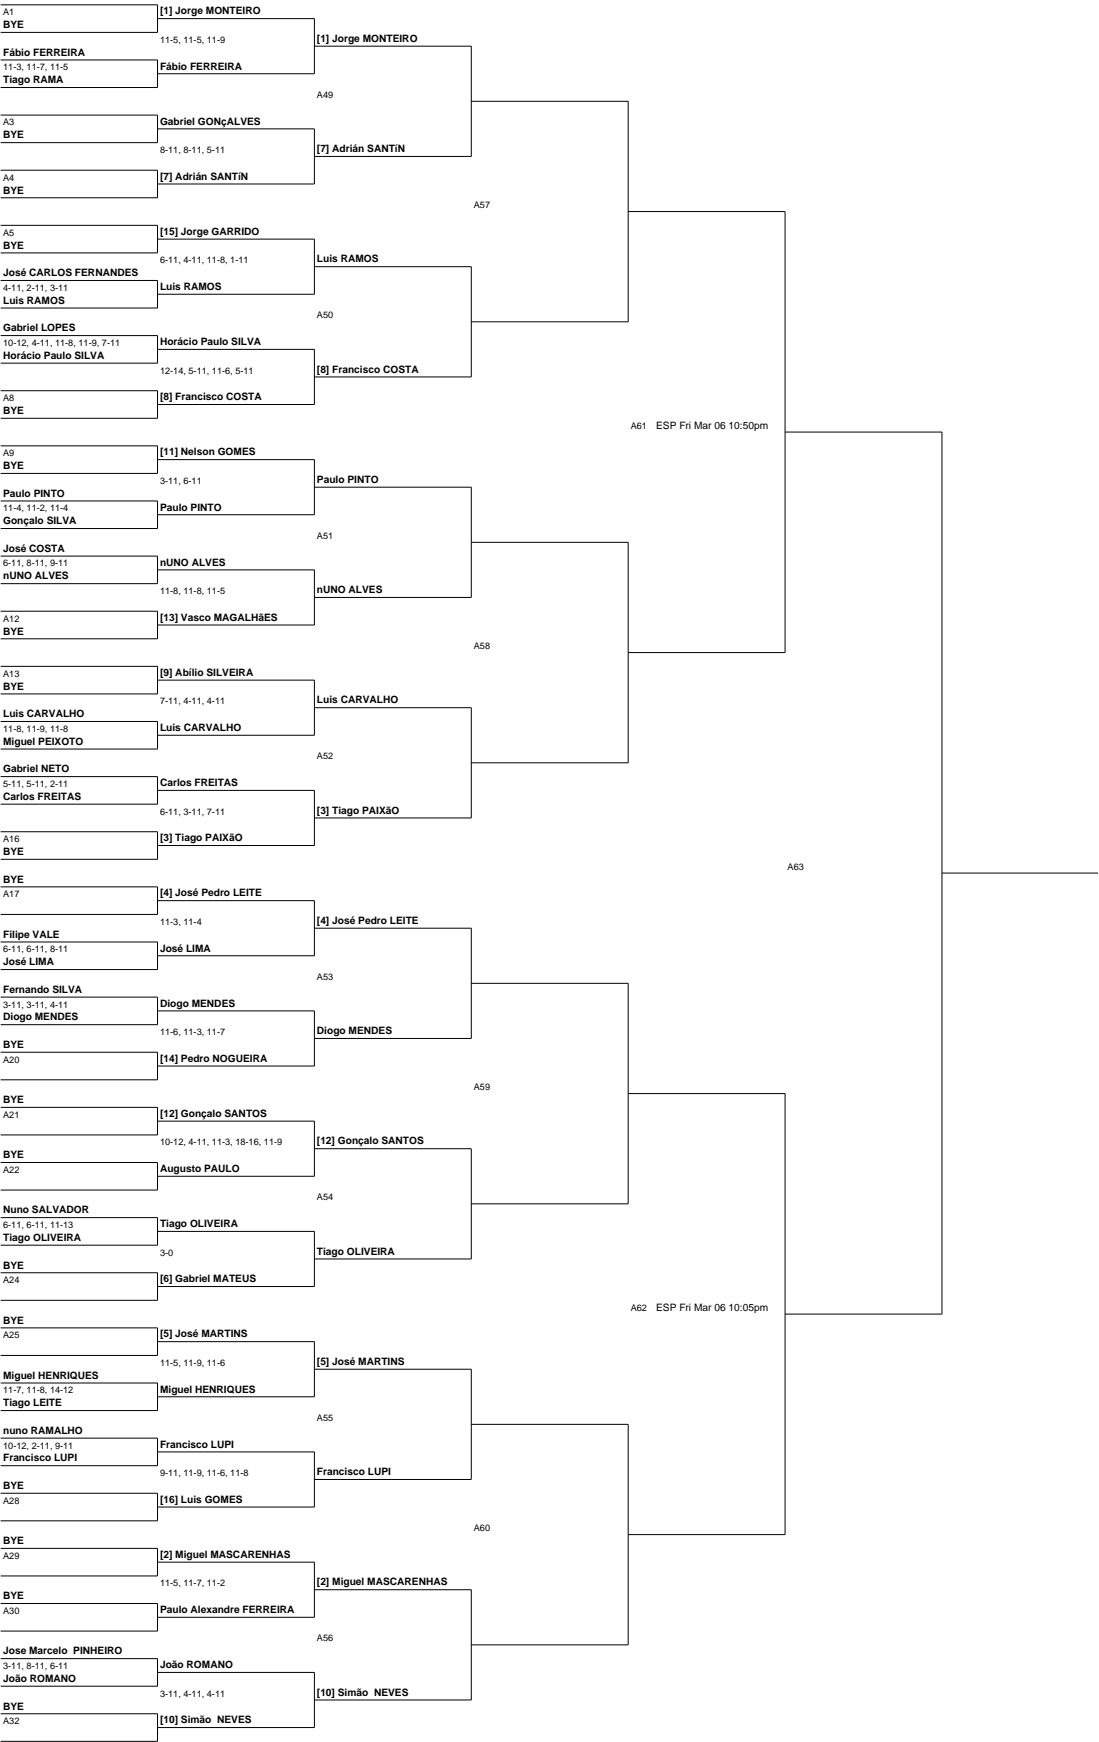 A1
BYE
[1] Jorge MONTEIRO
11-5, 11-5, 11-9
[1] Jorge MONTEIRO
Fábio FERREIRA
11-3, 11-7, 11-5
Tiago RAMA
Fábio FERREIRA
A49
A3
BYE
Gabriel GONçALVES
8-11, 8-11, 5-11
[7] Adrián SANTíN
A4
BYE
[7] Adrián SANTíN
A57
A5
BYE
[15] Jorge GARRIDO
6-11, 4-11, 11-8, 1-11
Luis RAMOS
José CARLOS FERNANDES
4-11, 2-11, 3-11
Luis RAMOS
Luis RAMOS
A50
Gabriel LOPES
10-12, 4-11, 11-8, 11-9, 7-11
Horácio Paulo SILVA
Horácio Paulo SILVA
12-14, 5-11, 11-6, 5-11
[8] Francisco COSTA
A8
BYE
[8] Francisco COSTA
A61 ESP Fri Mar 06 10:50pm
A9
BYE
[11] Nelson GOMES
3-11, 6-11
Paulo PINTO
Paulo PINTO
11-4, 11-2, 11-4
Gonçalo SILVA
Paulo PINTO
A51
José COSTA
6-11, 8-11, 9-11
nUNO ALVES
nUNO ALVES
11-8, 11-8, 11-5
nUNO ALVES
A12
BYE
[13] Vasco MAGALHãES
A58
A13
BYE
[9] Abílio SILVEIRA
7-11, 4-11, 4-11
Luis CARVALHO
Luis CARVALHO
11-8, 11-9, 11-8
Miguel PEIXOTO
Luis CARVALHO
A52
Gabriel NETO
5-11, 5-11, 2-11
Carlos FREITAS
Carlos FREITAS
6-11, 3-11, 7-11
[3] Tiago PAIXãO
A16
BYE
[3] Tiago PAIXãO
A63
BYE
A17
[4] José Pedro LEITE
11-3, 11-4
[4] José Pedro LEITE
Filipe VALE
6-11, 6-11, 8-11
José LIMA
José LIMA
A53
Fernando SILVA
3-11, 3-11, 4-11
Diogo MENDES
Diogo MENDES
11-6, 11-3, 11-7
Diogo MENDES
BYE
A20
[14] Pedro NOGUEIRA
A59
BYE
A21
[12] Gonçalo SANTOS
10-12, 4-11, 11-3, 18-16, 11-9
[12] Gonçalo SANTOS
BYE
A22
Augusto PAULO
A54
Nuno SALVADOR
6-11, 6-11, 11-13
Tiago OLIVEIRA
Tiago OLIVEIRA
3-0
Tiago OLIVEIRA
BYE
A24
[6] Gabriel MATEUS
A62 ESP Fri Mar 06 10:05pm
BYE
A25
[5] José MARTINS
11-5, 11-9, 11-6
[5] José MARTINS
Miguel HENRIQUES
11-7, 11-8, 14-12
Tiago LEITE
Miguel HENRIQUES
A55
nuno RAMALHO
10-12, 2-11, 9-11
Francisco LUPI
Francisco LUPI
9-11, 11-9, 11-6, 11-8
Francisco LUPI
BYE
A28
[16] Luis GOMES
A60
BYE
A29
[2] Miguel MASCARENHAS
11-5, 11-7, 11-2
[2] Miguel MASCARENHAS
BYE
A30
Paulo Alexandre FERREIRA
A56
Jose Marcelo  PINHEIRO
3-11, 8-11, 6-11
João ROMANO
João ROMANO
3-11, 4-11, 4-11
[10] Simão  NEVES
BYE
A32
[10] Simão  NEVES